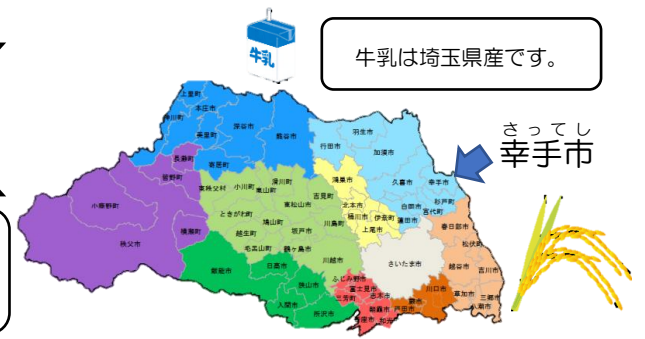 牛乳
牛乳は埼玉県産です。
さってし
幸手市
上里町
本庄市
神川町
美里町
深谷市
熊谷市
寄居町
長瀞町
皆野町
小鹿野町
秩父市
横瀬町
行田市
羽生市
加須市
久喜市
幸手市
白岡市
杉戸町
宮代町
蓮田市
鴻巣市
北本市
桶川市
伊奈町
上尾市
東秩父村
小川町
嵐山町
滑川町
東松山市
吉見町
ときがわ町
鳩山町
川島町
越生町
坂戸市
毛呂山町
鶴ヶ島市
川越市
さいたま市
春日部市
松伏町
越谷市
吉川市
草加市
三郷市
八潮市
川口市
蕨市
戸田市
飯能市
日高市
狭山市
入間市
所沢市
ふじみ野市
富士見市
三芳町
志木市
朝霞市
新座市
和光市